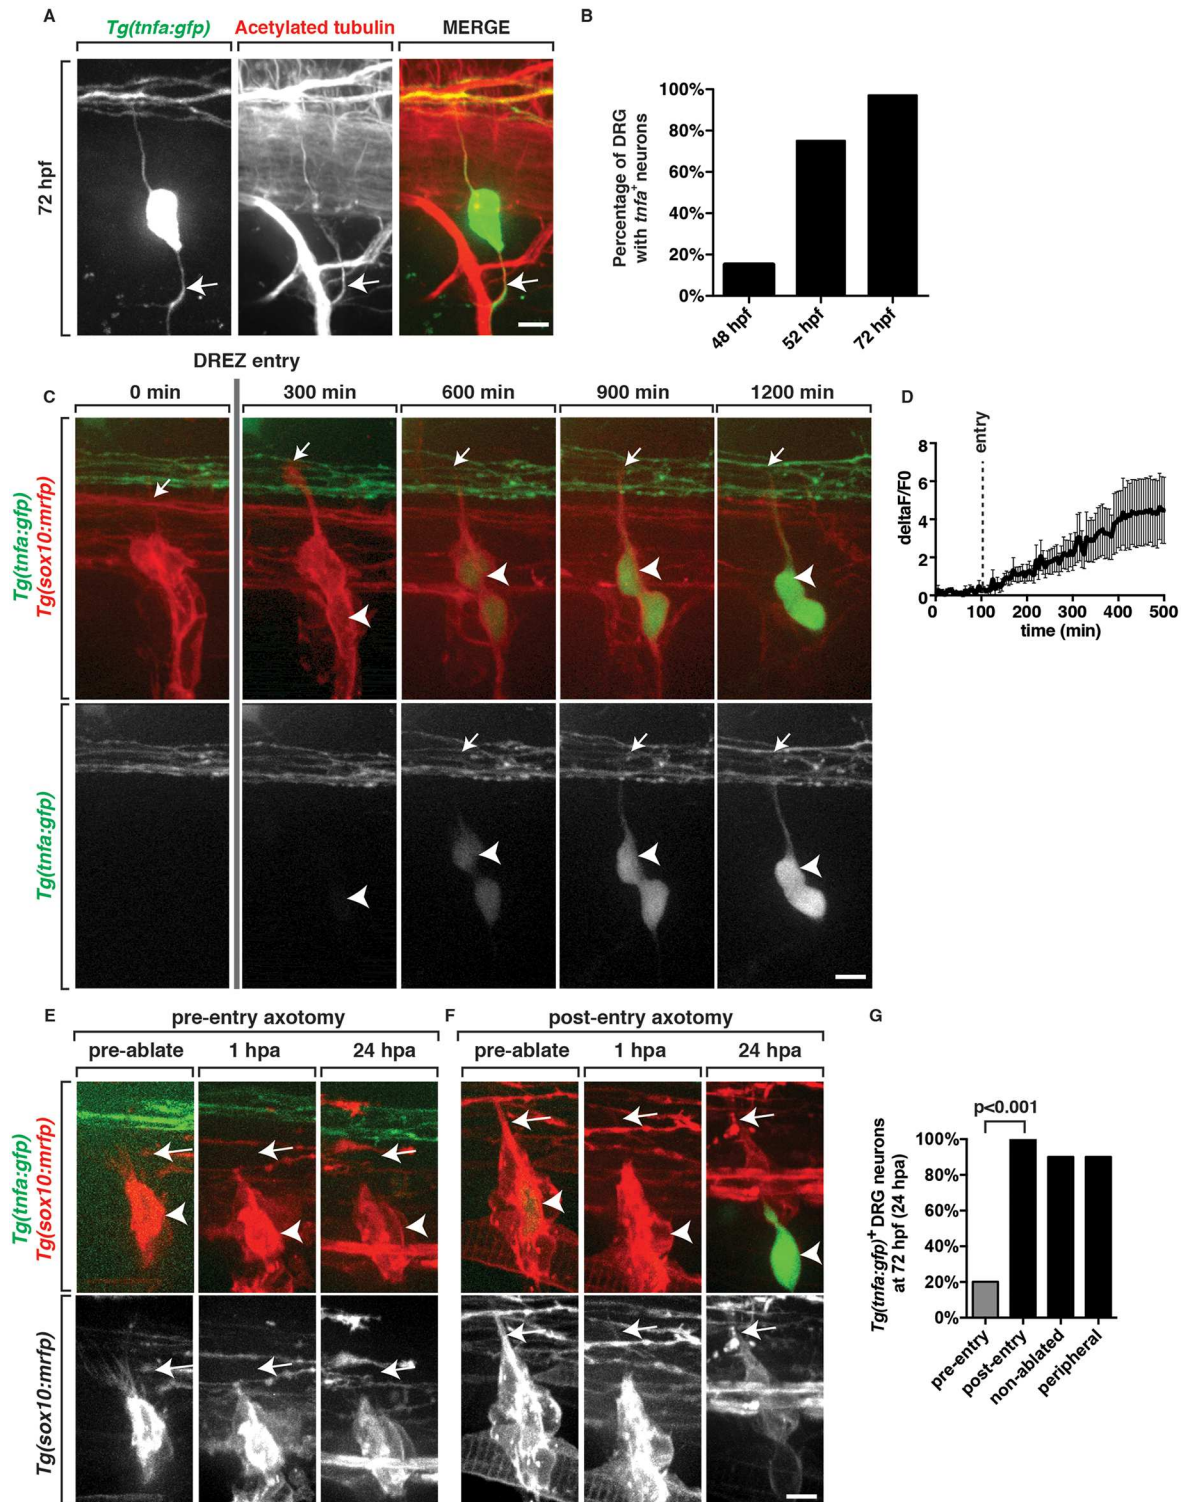 A
Tg(tnfa:gfp) Acetylated tubulin MERGE
72 hpf
B
Percentage of DRG
with tnfa+ neurons
100%
80%
60%
40%
20%
0%
48 hpf
52 hpf
72 hpf
DREZ entry
C
0 min 300 min 600 min 900 min 1200 min
Tg(tnfa:gfp)
Tg(sox10:mrfp)
Tg(tnfa:gfp)
D
entry
deltaF/F0
8
6
4
2
0
0 100 200 300 400 500
time (min)
E
pre-entry axotomy
pre-ablate 1 hpa 24 hpa
F
post-entry axotomy
pre-ablate 1 hpa 24 hpa
Tg(tnfa:gfp)
Tg(sox10:mrfp)
Tg(sox10:mrfp)
G
p<0.001
Tg(tnfa:gfp)+ DRG neurons
at 72 hpf (24 hpa)
100%
80%
60%
40%
20%
0%
pre-entry
post-entry
non-ablated
peripheral